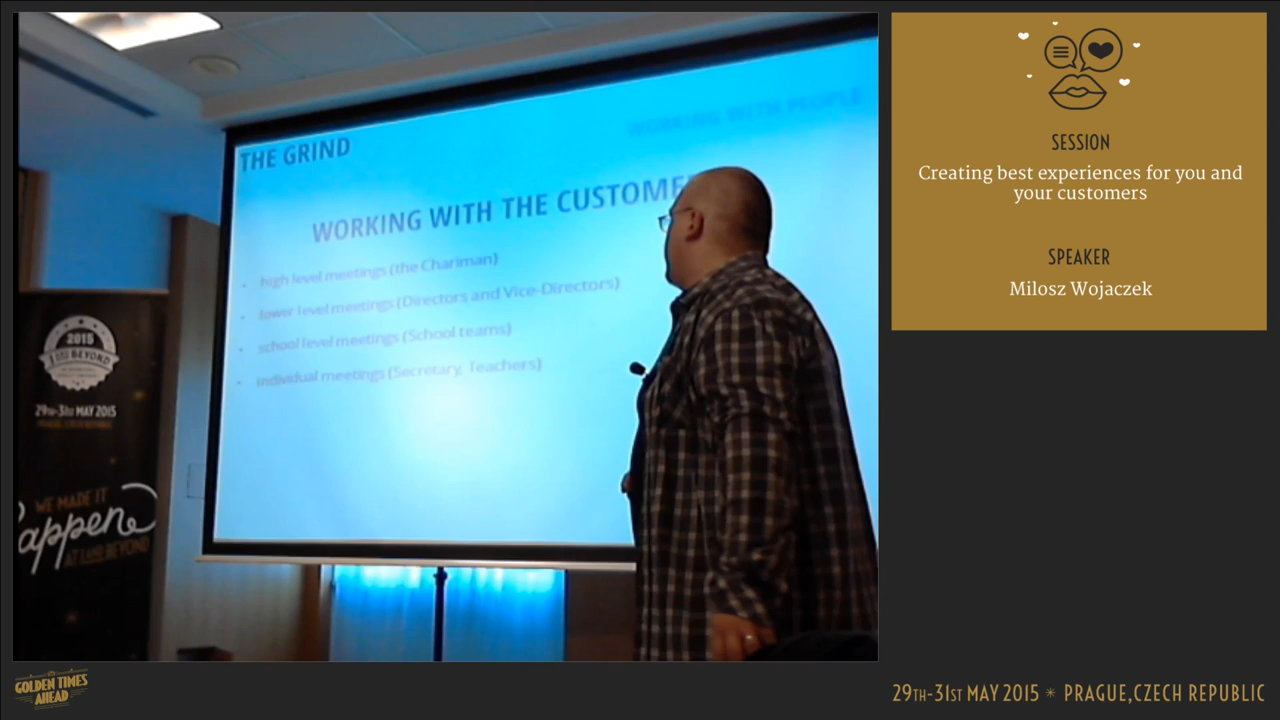 THE GRIND
WORKING WITH PEOPLE
WORKING WITH THE CUSTOME
high level meetings (the Chariman)
lower level meetings (Directors and Vice-Directors)
school level meetings (School teams)
individual meetings (Secretary, Teachers)
2015
BEYOND
29TH-31ST MAY 2015
WE MADE IT
appen
AT BEYOND
SESSION
Creating best experiences for you and
your customers
SPEAKER
Milosz Wojaczek
GOLDEN TIMES
AHEAD
29TH-31ST MAY 2015 * PRAGUE,CZECH REPUBLIC